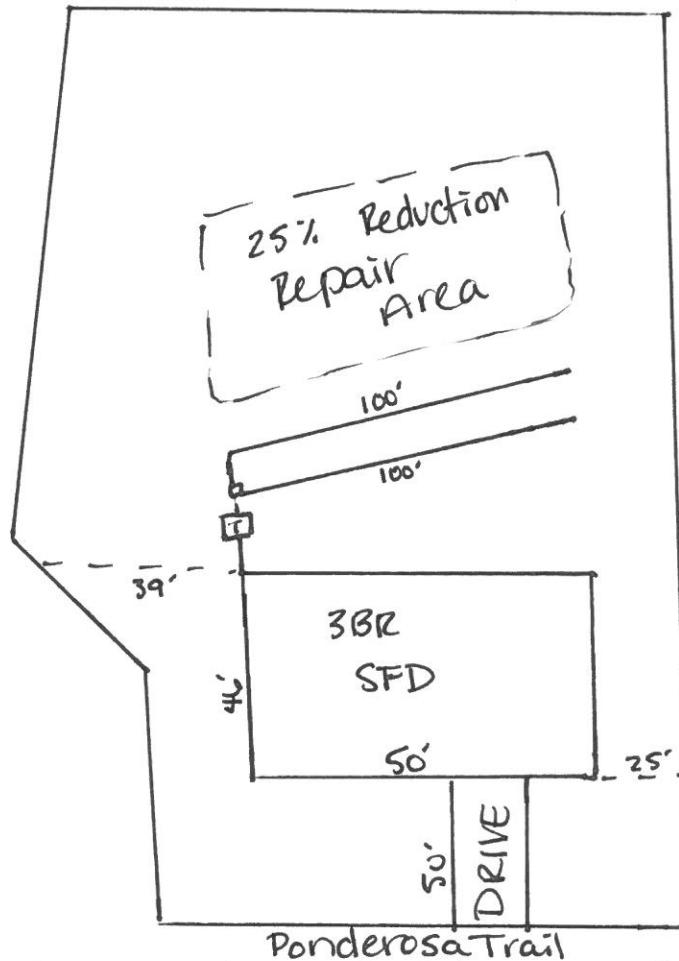 25% Reduction
Repair
Area
100'
100'
T
39'
3BR
SFD
50'
25'
50'
DRIVE
Ponderosa Trail